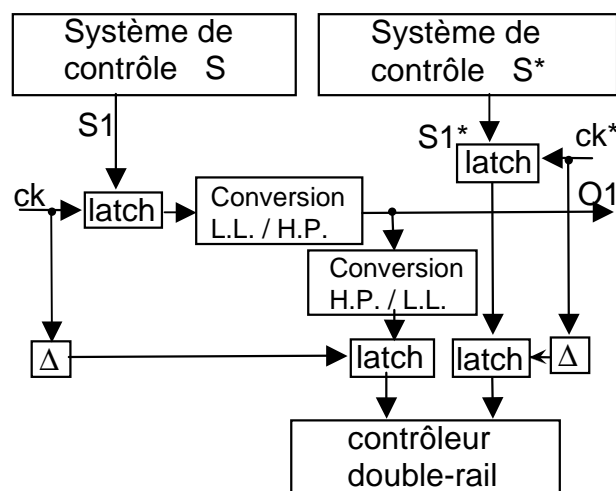 Système de
contrôle S
Système de
contrôle S*
S1
S1*
ck*
latch
ck
latch
Conversion
L.L. / H.P.
O1
Conversion
H.P. / L.L.
Δ
latch
latch
Δ
contrôleur
double-rail